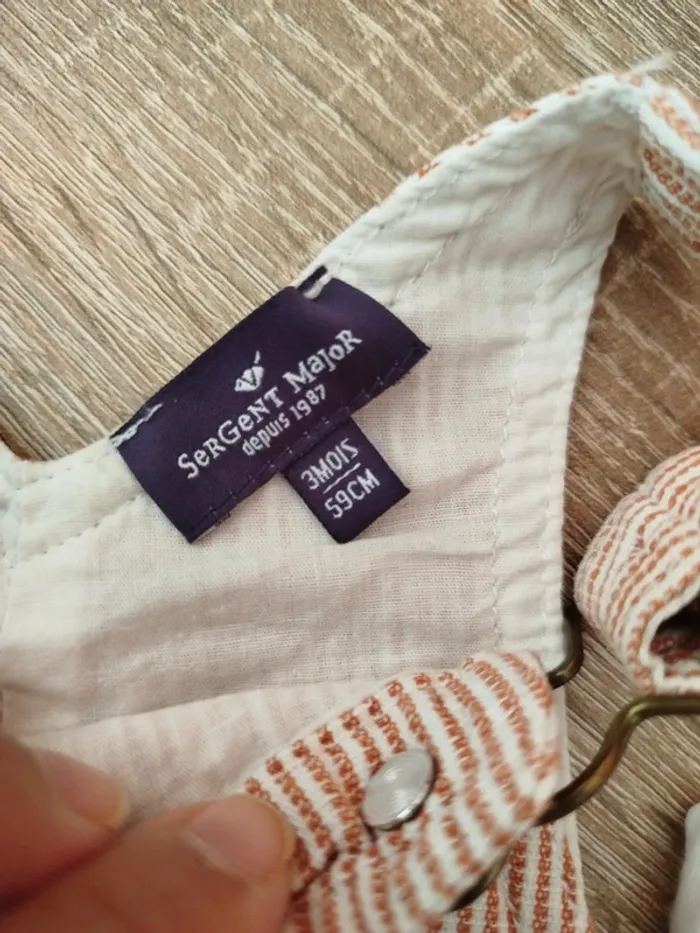 SeRGeNT MaJoR
depuis 1987
3MOIS
59CM